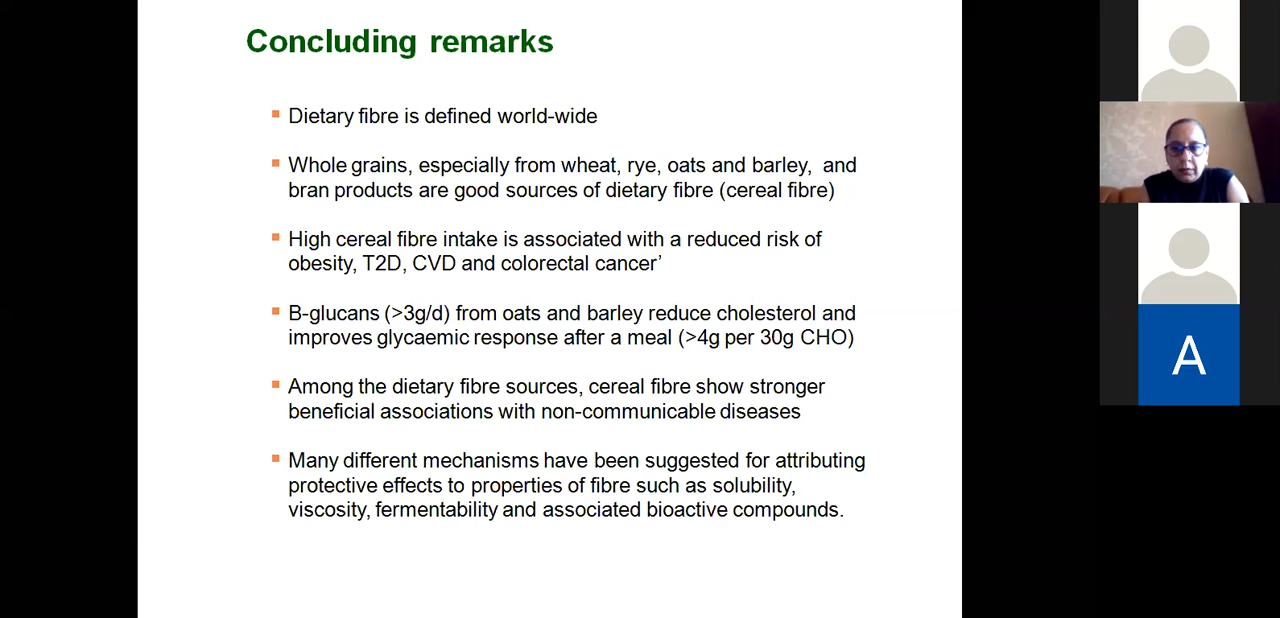 Concluding remarks
Dietary fibre is defined world-wide
Whole grains, especially from wheat, rye, oats and barley, and
bran products are good sources of dietary fibre (cereal fibre)
High cereal fibre intake is associated with a reduced risk of
obesity, T2D, CVD and colorectal cancer’
B-glucans (>3g/d) from oats and barley reduce cholesterol and
improves glycaemic response after a meal (>4g per 30g CHO)
Among the dietary fibre sources, cereal fibre show stronger
beneficial associations with non-communicable diseases
Many different mechanisms have been suggested for attributing
protective effects to properties of fibre such as solubility,
viscosity, fermentability and associated bioactive compounds.
A